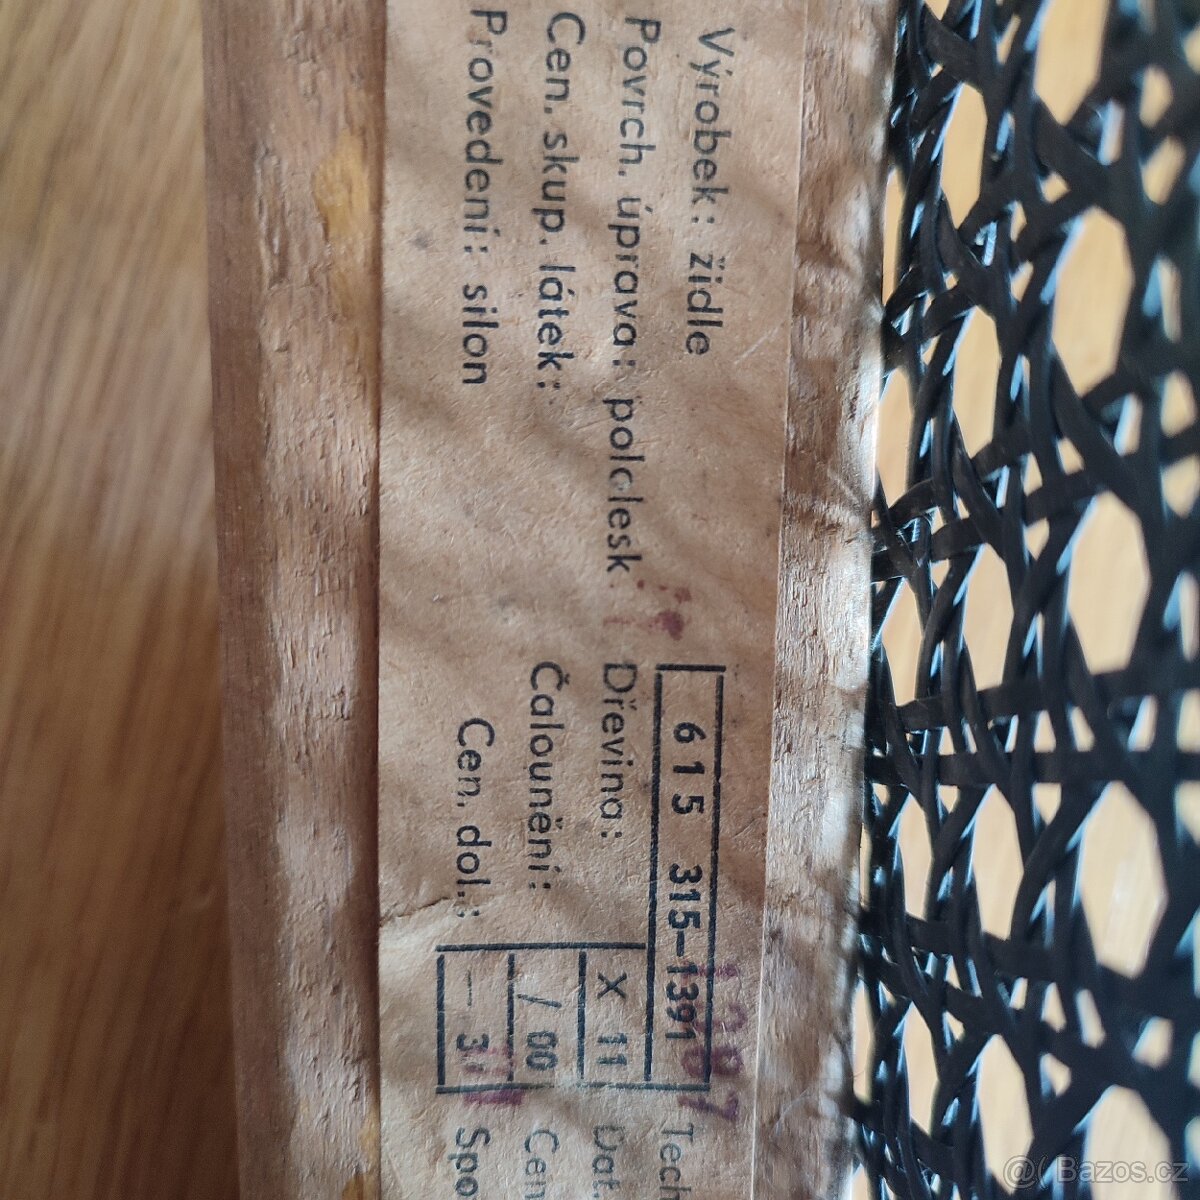 Výrobek: židle
615 315-1391
Tech
Povrch. úprava: pololesk
Dřevina:
X 11
Dat.
Cen. skup. látek:
Čalounění:
/ 00
Cen
Provedení: silon
Cen. dol.:
- 3
Spo
@( Bazos.cz